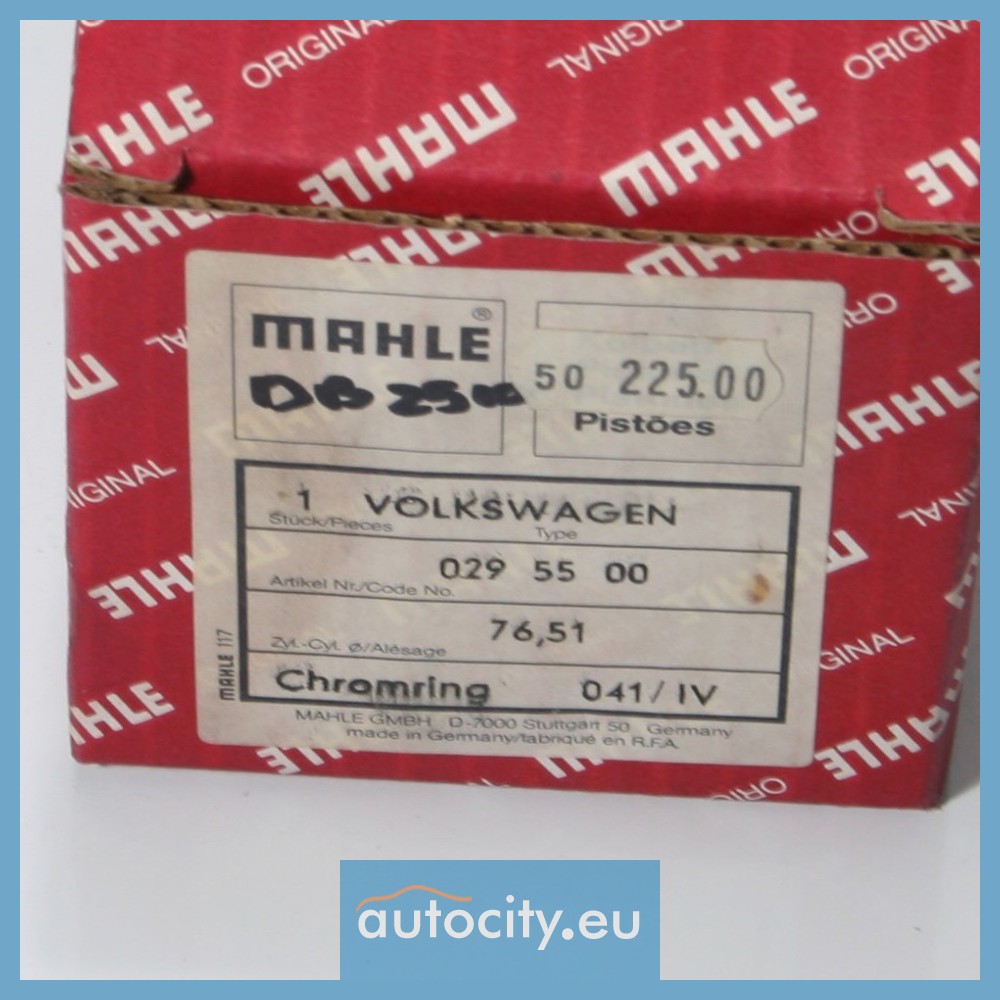 ORIGINAL
ORIGINAL
ORIGINAL
MAHLE
MAHLE
MAHLE
MAHLE®
50 225.00
Pistões
1 VOLKSWAGEN
Stück/Pieces Type
029 55 00
Artikel Nr./Code No.
76,51
Zyl.-Cyl. Ø/Alésage
Chromring 041/IV
MAHLE 117
MAHLE GMBH D-7000 Stuttgart 50 Germany
made in Germany/fabriqué en R.F.A.
autocity.eu